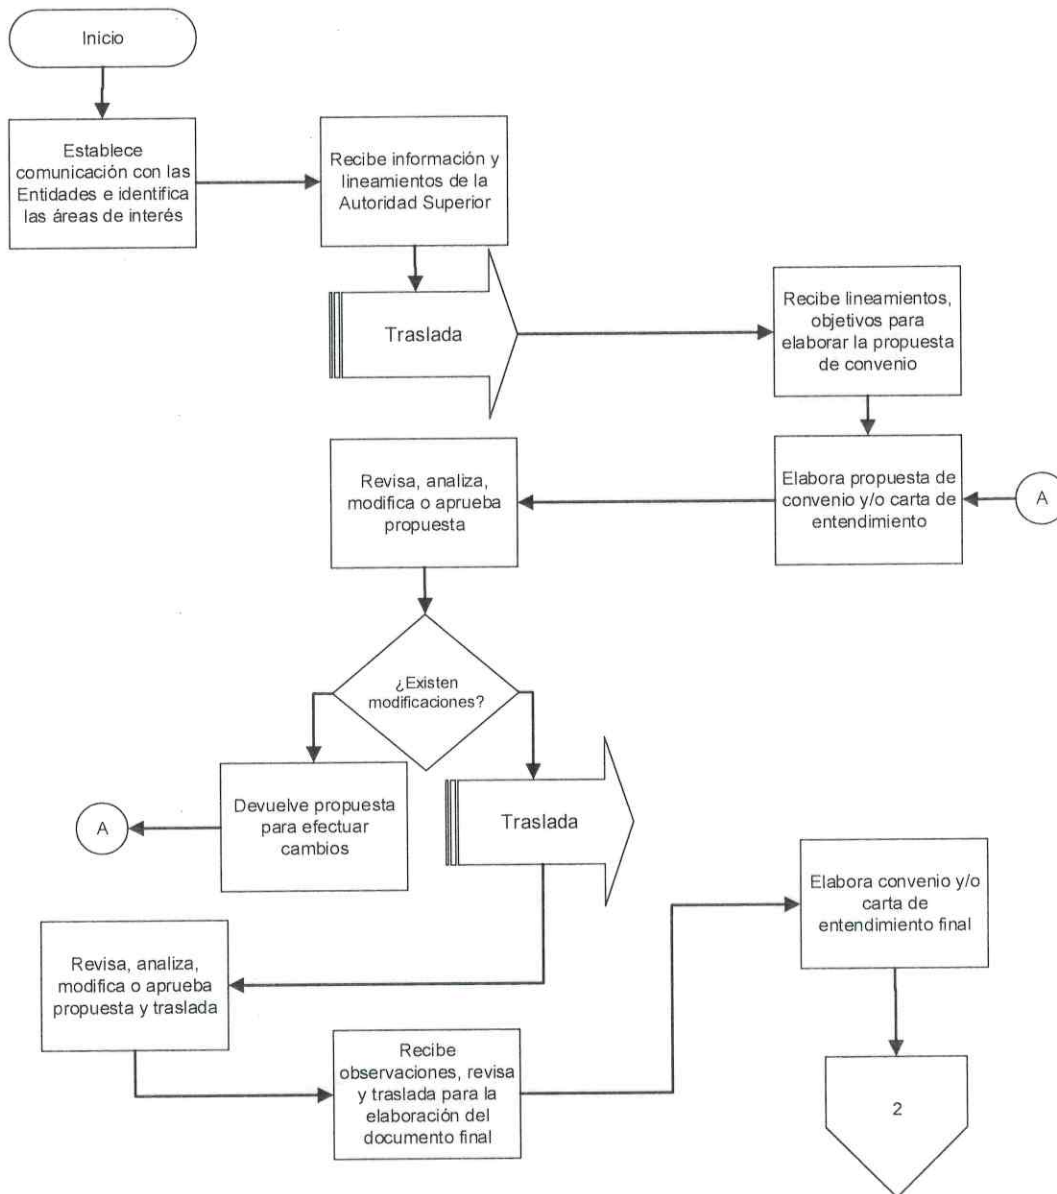 Inicio
Establece
comunicación con las
Entidades e identifica
las áreas de interés
Recibe información y
lineamientos de la
Autoridad Superior
Traslada
Recibe lineamientos,
objetivos para
elaborar la propuesta
de convenio
Elabora propuesta de
convenio y/o carta de
entendimiento
A
Revisa, analiza,
modifica o aprueba
propuesta
¿Existen
modificaciones?
Devuelve propuesta
para efectuar
cambios
A
Traslada
Revisa, analiza,
modifica o aprueba
propuesta y traslada
Recibe
observaciones, revisa
y traslada para la
elaboración del
documento final
Elabora convenio y/o
carta de
entendimiento final
2